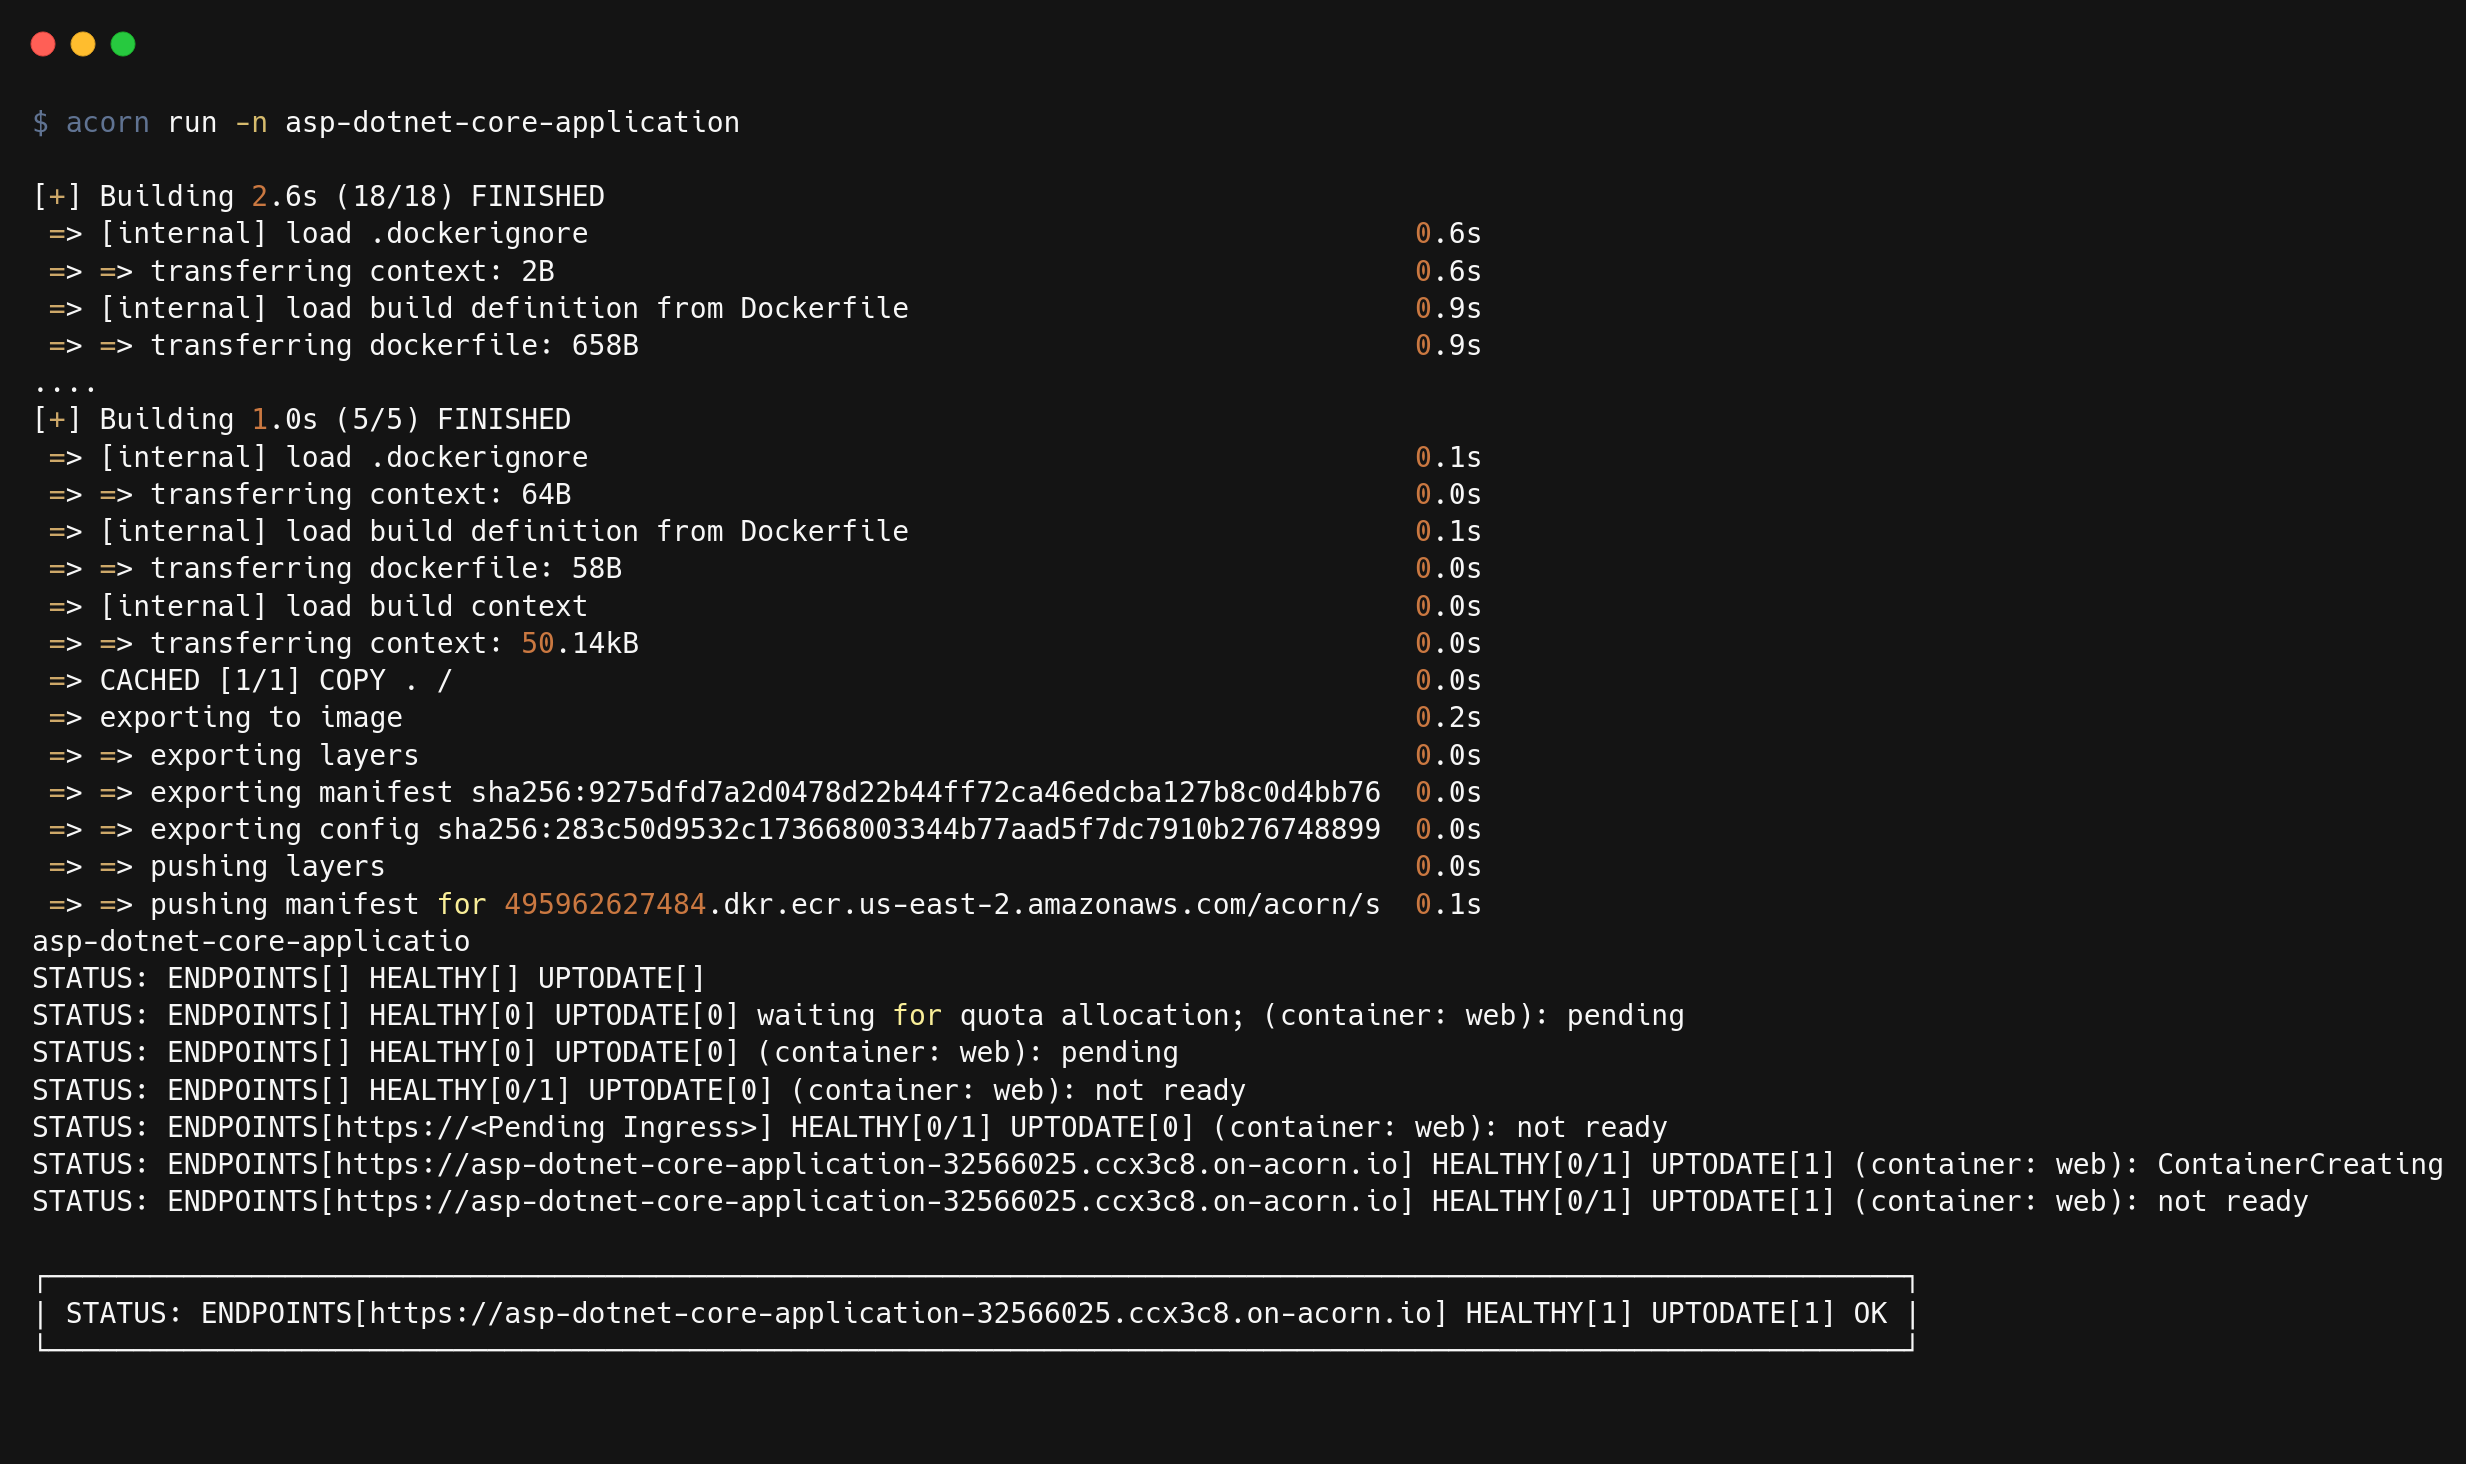 $ acorn run -n asp-dotnet-core-application
[+] Building 2.6s (18/18) FINISHED
=> [internal] load .dockerignore 0.6s
=> => transferring context: 2B 0.6s
=> [internal] load build definition from Dockerfile 0.9s
=> => transferring dockerfile: 658B 0.9s
....
[+] Building 1.0s (5/5) FINISHED
=> [internal] load .dockerignore 0.1s
=> => transferring context: 64B 0.0s
=> [internal] load build definition from Dockerfile 0.1s
=> => transferring dockerfile: 58B 0.0s
=> [internal] load build context 0.0s
=> => transferring context: 50.14kB 0.0s
=> CACHED [1/1] COPY . / 0.0s
=> exporting to image 0.2s
=> => exporting layers 0.0s
=> => exporting manifest sha256:9275dfd7a2d0478d22b44ff72ca46edcba127b8c0d4bb76 0.0s
=> => exporting config sha256:283c50d9532c173668003344b77aad5f7dc7910b276748899 0.0s
=> => pushing layers 0.0s
=> => pushing manifest for 495962627484.dkr.ecr.us-east-2.amazonaws.com/acorn/s 0.1s
asp-dotnet-core-applicatio
STATUS: ENDPOINTS[] HEALTHY[] UPTODATE[]
STATUS: ENDPOINTS[] HEALTHY[0] UPTODATE[0] waiting for quota allocation; (container: web): pending
STATUS: ENDPOINTS[] HEALTHY[0] UPTODATE[0] (container: web): pending
STATUS: ENDPOINTS[] HEALTHY[0/1] UPTODATE[0] (container: web): not ready
STATUS: ENDPOINTS[https://<Pending Ingress>] HEALTHY[0/1] UPTODATE[0] (container: web): not ready
STATUS: ENDPOINTS[https://asp-dotnet-core-application-32566025.ccx3c8.on-acorn.io] HEALTHY[0/1] UPTODATE[1] (container: web): ContainerCreating
STATUS: ENDPOINTS[https://asp-dotnet-core-application-32566025.ccx3c8.on-acorn.io] HEALTHY[0/1] UPTODATE[1] (container: web): not ready
| STATUS: ENDPOINTS[https://asp-dotnet-core-application-32566025.ccx3c8.on-acorn.io] HEALTHY[1] UPTODATE[1] OK |